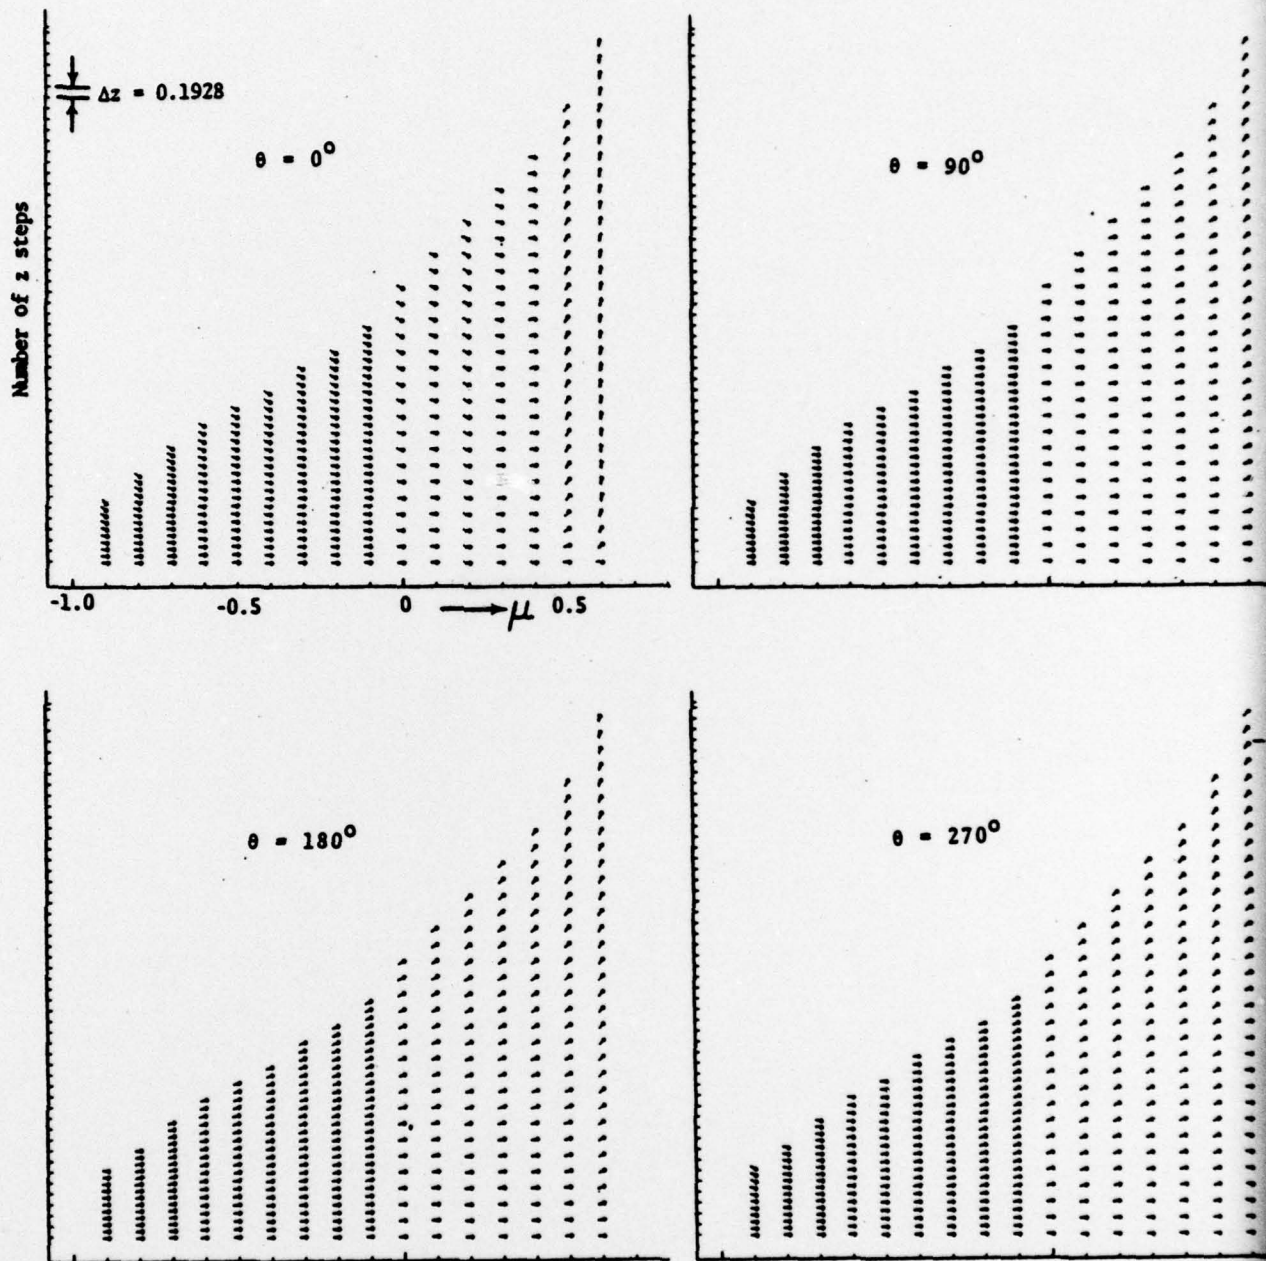 Δz = 0.1928
θ = 0°
θ = 90°
Number of z steps
-1.0
-0.5
0
μ
0.5
θ = 180°
θ = 270°